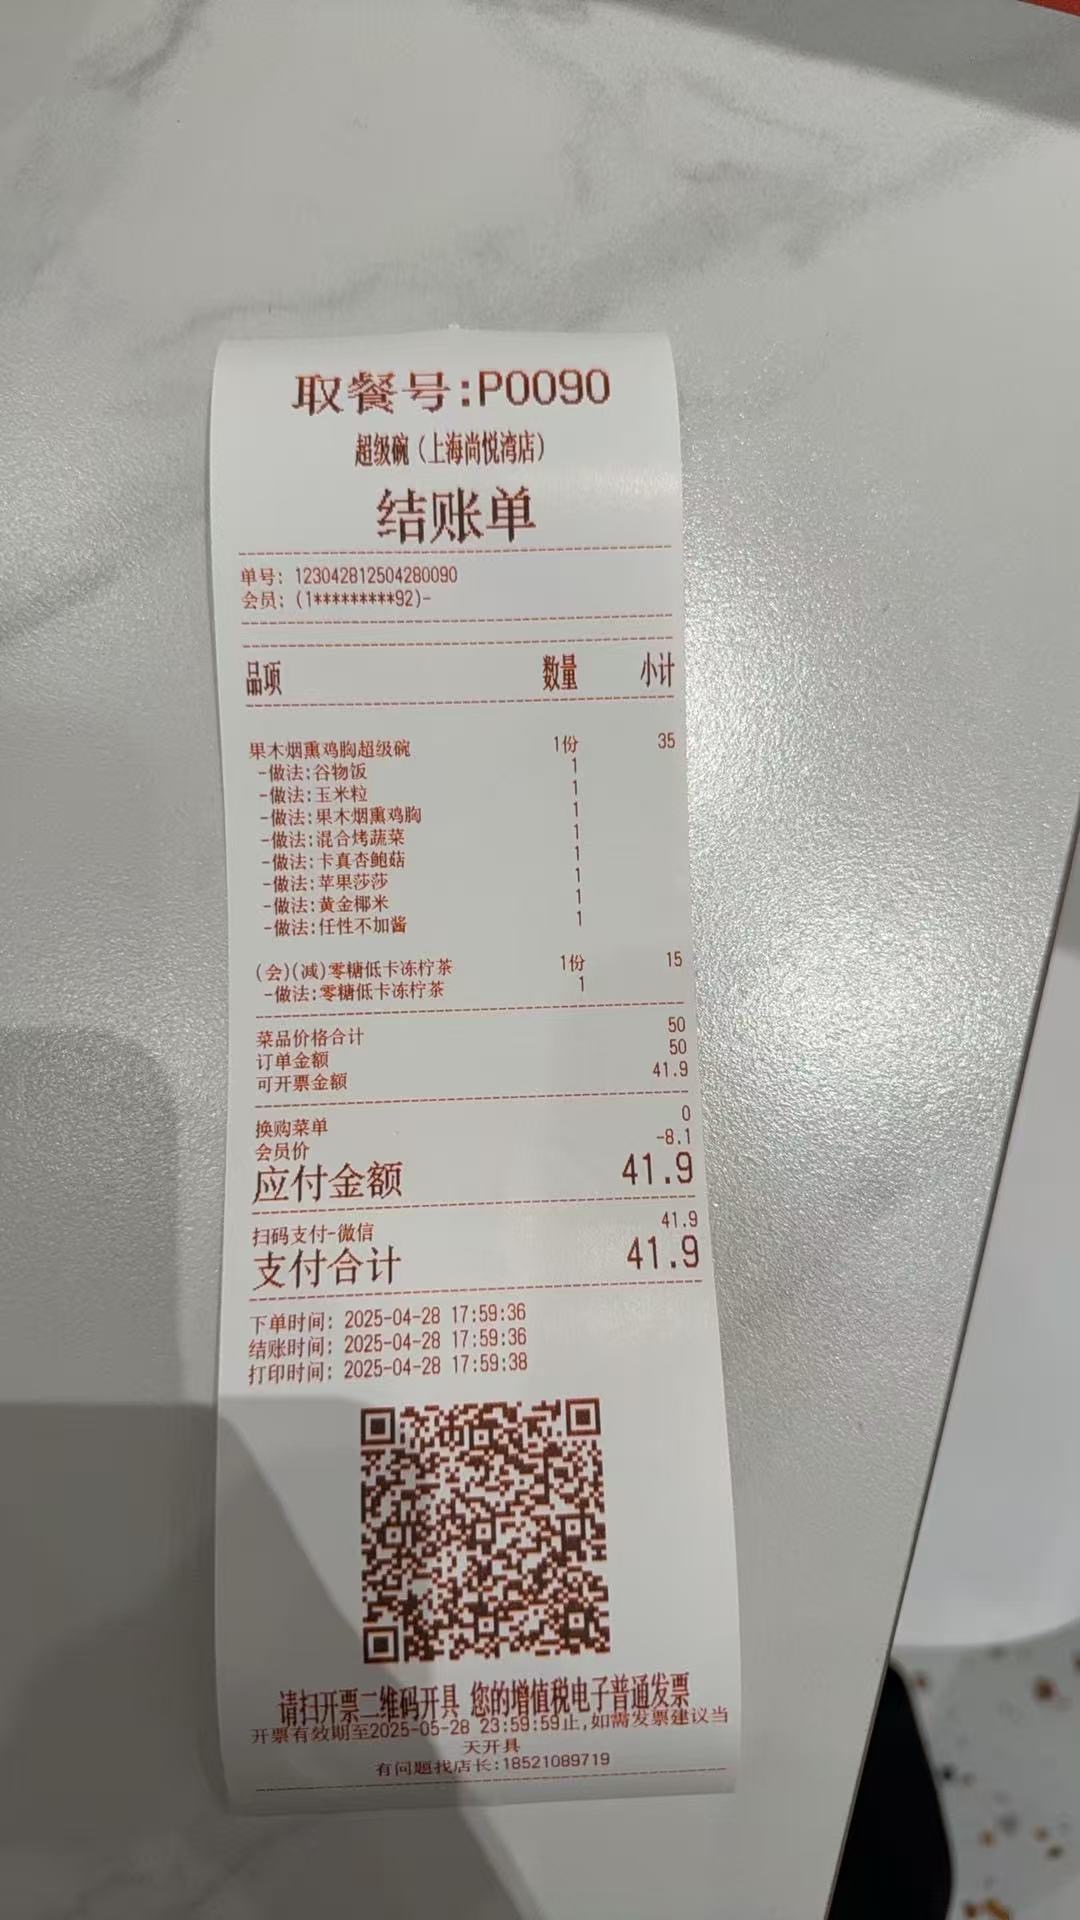 取餐号:P0090
超级碗（上海尚悦湾店）
结账单
单号: 123042812504280090
会员: (1*********92)-
品项 数量 小计
果木烟熏鸡胸超级碗 1份 35
-做法:谷物饭 1
-做法:玉米粒 1
-做法:果木烟熏鸡胸 1
-做法:混合烤蔬菜 1
-做法:卡真杏鲍菇 1
-做法:苹果莎莎 1
-做法:黄金椰米 1
-做法:任性不加酱 1
(会)(减)零糖低卡冻柠茶 1份 15
-做法:零糖低卡冻柠茶 1
菜品价格合计 50
订单金额 50
可开票金额 41.9
换购菜单 0
会员价 -8.1
应付金额 41.9
扫码支付-微信 41.9
支付合计 41.9
下单时间: 2025-04-28 17:59:36
结账时间: 2025-04-28 17:59:36
打印时间: 2025-04-28 17:59:38
请扫开票二维码开具 您的增值税电子普通发票
开票有效期至2025-05-28 23:59:59止,如需发票建议当
天开具
有问题找店长:18521089719